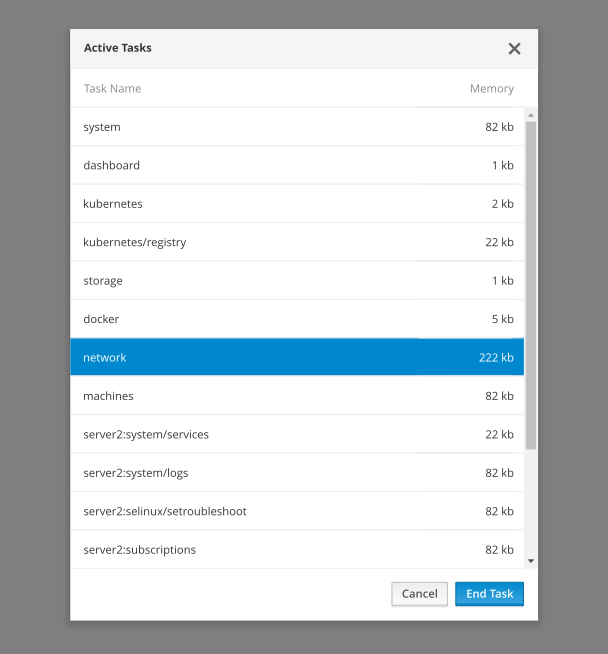 Active Tasks
Task Name Memory
system 82 kb
dashboard 1 kb
kubernetes 2 kb
kubernetes/registry 22 kb
storage 1 kb
docker 5 kb
network 222 kb
machines 82 kb
server2:system/services 22 kb
server2:system/logs 82 kb
server2:selinux/setroubleshoot 82 kb
server2:subscriptions 82 kb
Cancel End Task